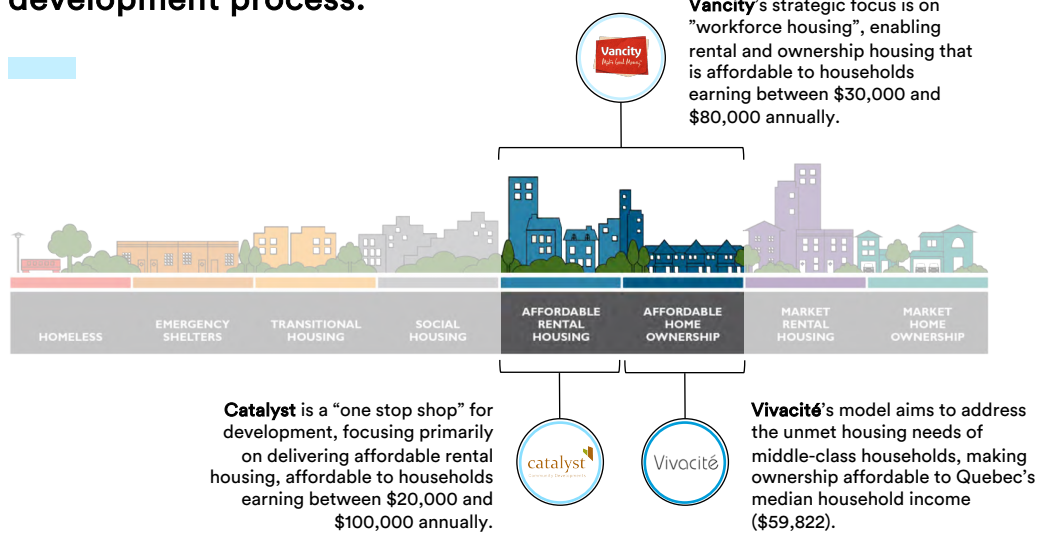 development process.
Vancity's strategic focus is on
"workforce housing", enabling
rental and ownership housing that
is affordable to households
earning between $30,000 and
$80,000 annually.
Vancity
Make Good Money
HOMELESS
EMERGENCY
SHELTERS
TRANSITIONAL
HOUSING
SOCIAL
HOUSING
AFFORDABLE
RENTAL
HOUSING
AFFORDABLE
HOME
OWNERSHIP
MARKET
RENTAL
HOUSING
MARKET
HOME
OWNERSHIP
Catalyst is a “one stop shop” for
development, focusing primarily
on delivering affordable rental
housing, affordable to households
earning between $20,000 and
$100,000 annually.
catalyst
Vivacité
Vivacité's model aims to address
the unmet housing needs of
middle-class households, making
ownership affordable to Quebec's
median household income
($59,822).